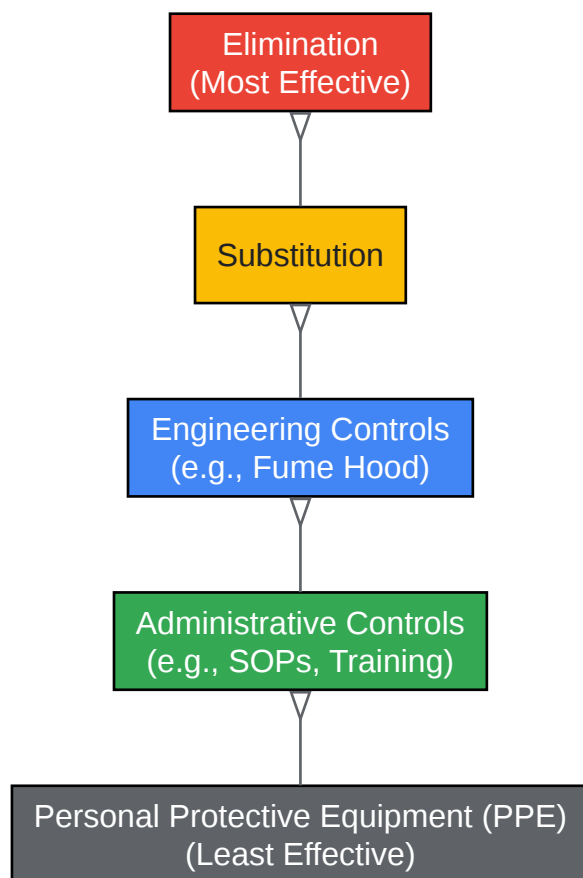 Elimination
(Most Effective)
Substitution
Engineering Controls
(e.g., Fume Hood)
Administrative Controls
(e.g., SOPs, Training)
Personal Protective Equipment (PPE)
(Least Effective)